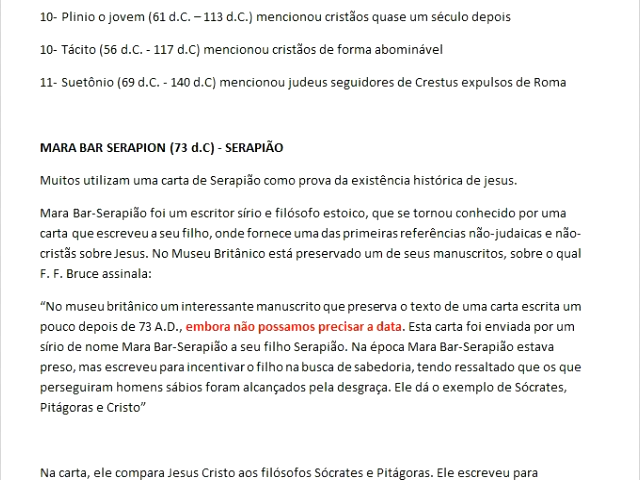 10- Plinio o jovem (61 d.C. – 113 d.C.) mencionou cristãos quase um século depois
10- Tácito (56 d.C. - 117 d.C) mencionou cristãos de forma abominável
11- Suetônio (69 d.C. - 140 d.C) mencionou judeus seguidores de Crestus expulsos de Roma
MARA BAR SERAPION (73 d.C) - SERAPIÃO
Muitos utilizam uma carta de Serapião como prova da existência histórica de jesus.
Mara Bar-Serapião foi um escritor sírio e filósofo estoico, que se tornou conhecido por uma
carta que escreveu a seu filho, onde fornece uma das primeiras referências não-judaicas e não-
cristãs sobre Jesus. No Museu Britânico está preservado um de seus manuscritos, sobre o qual
F. F. Bruce assinala:
“No museu britânico um interessante manuscrito que preserva o texto de uma carta escrita um
pouco depois de 73 A.D., embora não possamos precisar a data. Esta carta foi enviada por um
sírio de nome Mara Bar-Serapião a seu filho Serapião. Na época Mara Bar-Serapião estava
preso, mas escreveu para incentivar o filho na busca de sabedoria, tendo ressaltado que os que
perseguiram homens sábios foram alcançados pela desgraça. Ele dá o exemplo de Sócrates,
Pitágoras e Cristo”
Na carta, ele compara Jesus Cristo aos filósofos Sócrates e Pitágoras. Ele escreveu para